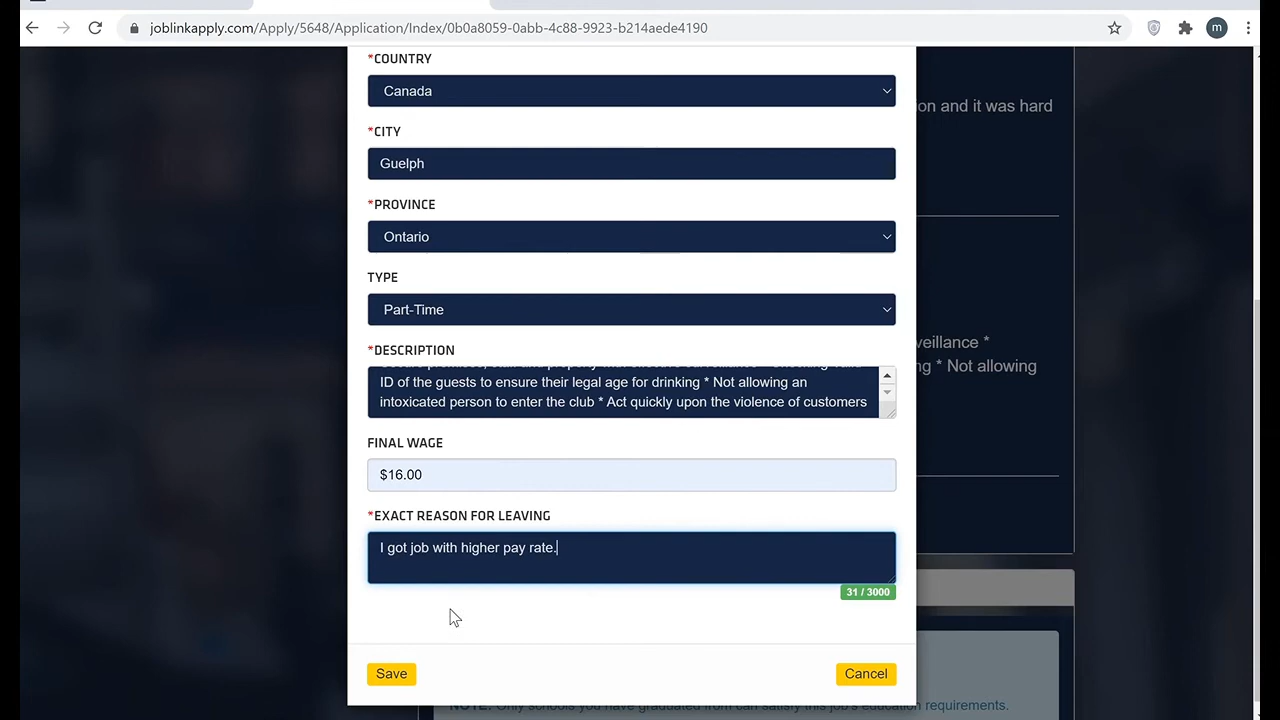 joblinkapply.com/Apply/5648/Application/Index/0b0a8059-0abb-4c88-9923-b214aede4190
m
*COUNTRY
Canada
on and it was hard
*CITY
Guelph
*PROVINCE
Ontario
TYPE
Part-Time
veillance *
*DESCRIPTION
g * Not allowing
ID of the guests to ensure their legal age for drinking * Not allowing an
intoxicated person to enter the club * Act quickly upon the violence of customers
FINAL WAGE
$16.00
*EXACT REASON FOR LEAVING
I got job with higher pay rate.
31 / 3000
Save
Cancel
NOTE: Only schools you have graduated from can satisfy this job's education requirements.